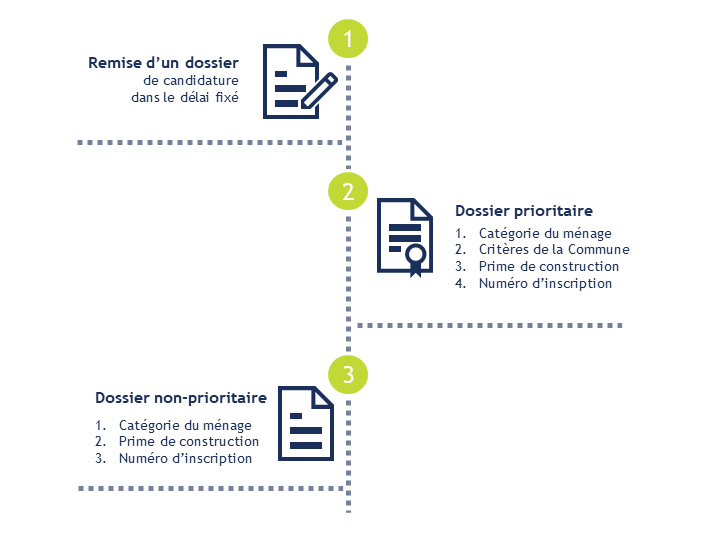 1
Remise d'un dossier
de candidature
dans le délai fixé
2
Dossier prioritaire
1. Catégorie du ménage
2. Critères de la Commune
3. Prime de construction
4. Numéro d'inscription
3
Dossier non-prioritaire
1. Catégorie du ménage
2. Prime de construction
3. Numéro d'inscription